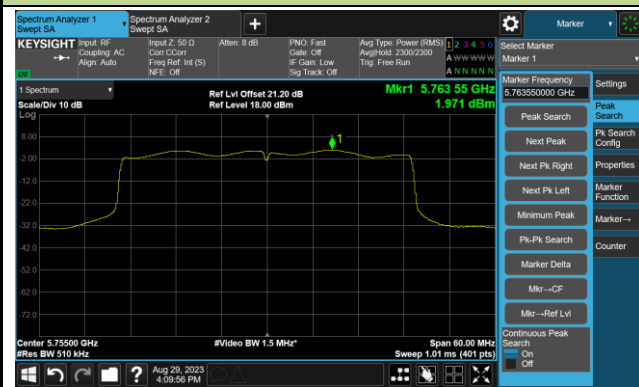 Spectrum Analyzer 1
Swept SA
Spectrum Analyzer 2
Swept SA
+
Marker
KEYSIGHT
Input: RF
Coupling: AC
Align: Auto
Input Z: 50 Ω
Corr CCorr
Freq Ref: Int (S)
NFE: Off
Atten: 8 dB
PNO: Fast
Gate: Off
IF Gain: Low
Sig Track: Off
Avg Type: Power (RMS)
Avg|Hold: 2300/2300
Trig: Free Run
1 2 3 4 5 6
A W W W W W
A N N N N N
LXI
Select Marker
Marker 1
1 Spectrum
Scale/Div 10 dB
Log
Ref Lvl Offset 21.20 dB
Ref Level 18.00 dBm
Mkr1 5.763 55 GHz
1.971 dBm
8.00
-2.00
-12.0
-22.0
-32.0
-42.0
-52.0
-62.0
-72.0
1
Center 5.75500 GHz
#Res BW 510 kHz
#Video BW 1.5 MHz*
Span 60.00 MHz
Sweep 1.01 ms (401 pts)
Marker Frequency
5.763550000 GHz
Peak Search
Next Peak
Next Pk Right
Next Pk Left
Minimum Peak
Pk-Pk Search
Marker Delta
Mkr→CF
Mkr→Ref Lvl
Continuous Peak
Search
On
Off
Settings
Peak
Search
Pk Search
Config
Properties
Marker
Function
Marker→
Counter
?
Aug 29, 2023
4:09:56 PM